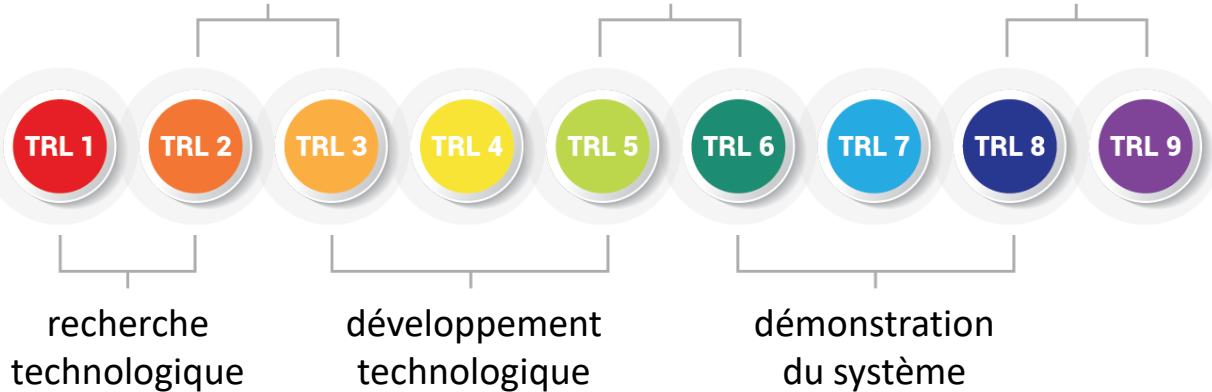 TRL 1 TRL 2 TRL 3 TRL 4 TRL 5 TRL 6 TRL 7 TRL 8 TRL 9
recherche
technologique
développement
technologique
démonstration
du système